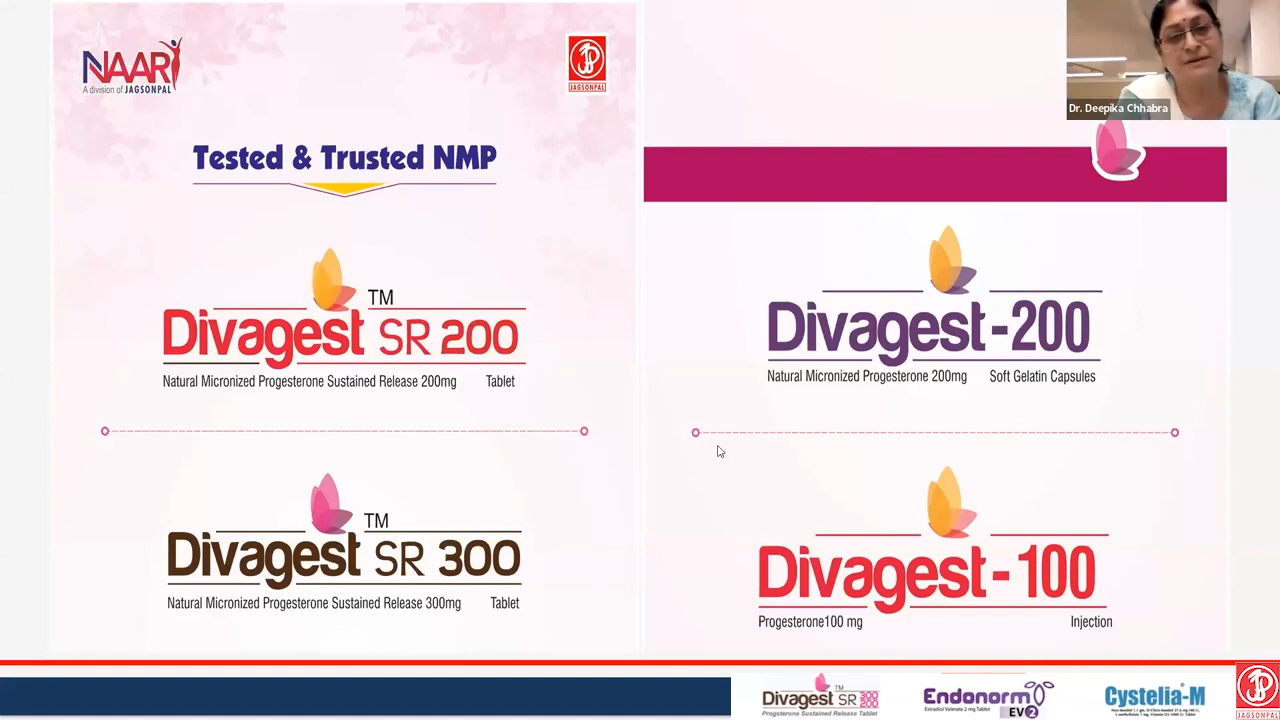 NAARI
A division of JAGSONPAL
JAGSONPAL
Tested & Trusted NMP
Divagest SR 200 TM
Natural Micronized Progesterone Sustained Release 200mg Tablet
Divagest SR 300 TM
Natural Micronized Progesterone Sustained Release 300mg Tablet
Dr. Deepika Chhabra
Divagest-200
Natural Micronized Progesterone 200mg Soft Gelatin Capsules
Divagest-100
Progesterone100 mg Injection
Divagest SR 300 200 TM
Progesterone Sustained Release Tablet
Endonorm
EV2
Estradiol Valerate 2 mg Tablet
Cystelia-M
JAGSONPAL